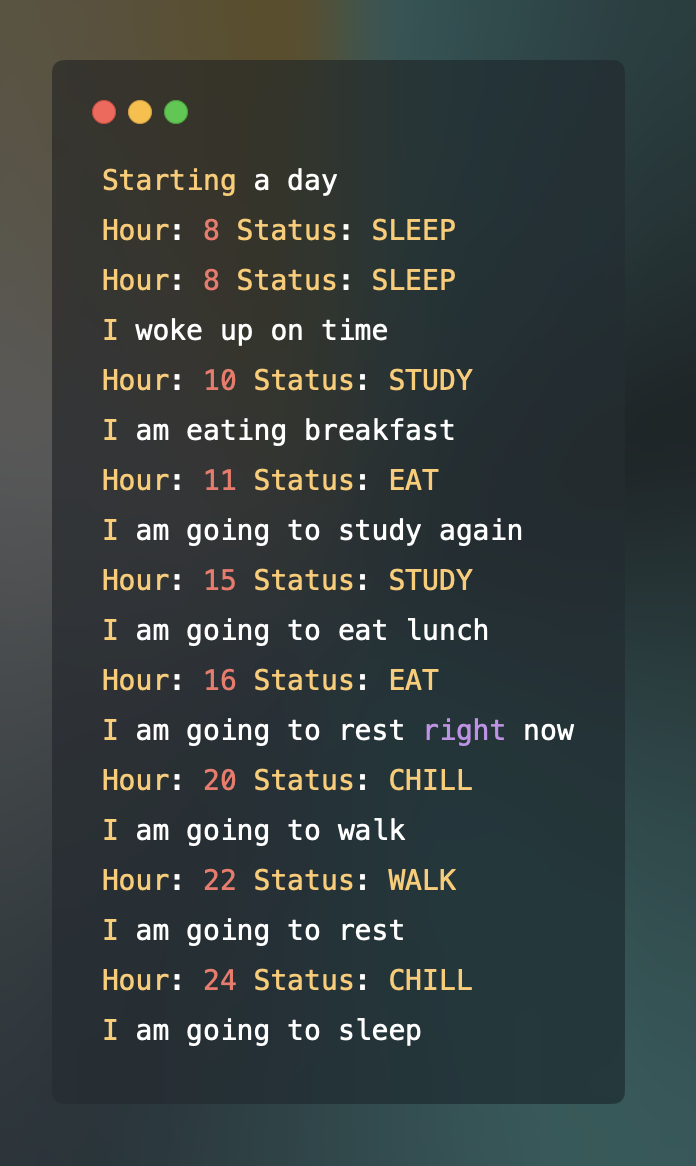 Starting a day
Hour: 8 Status: SLEEP
Hour: 8 Status: SLEEP
I woke up on time
Hour: 10 Status: STUDY
I am eating breakfast
Hour: 11 Status: EAT
I am going to study again
Hour: 15 Status: STUDY
I am going to eat lunch
Hour: 16 Status: EAT
I am going to rest right now
Hour: 20 Status: CHILL
I am going to walk
Hour: 22 Status: WALK
I am going to rest
Hour: 24 Status: CHILL
I am going to sleep